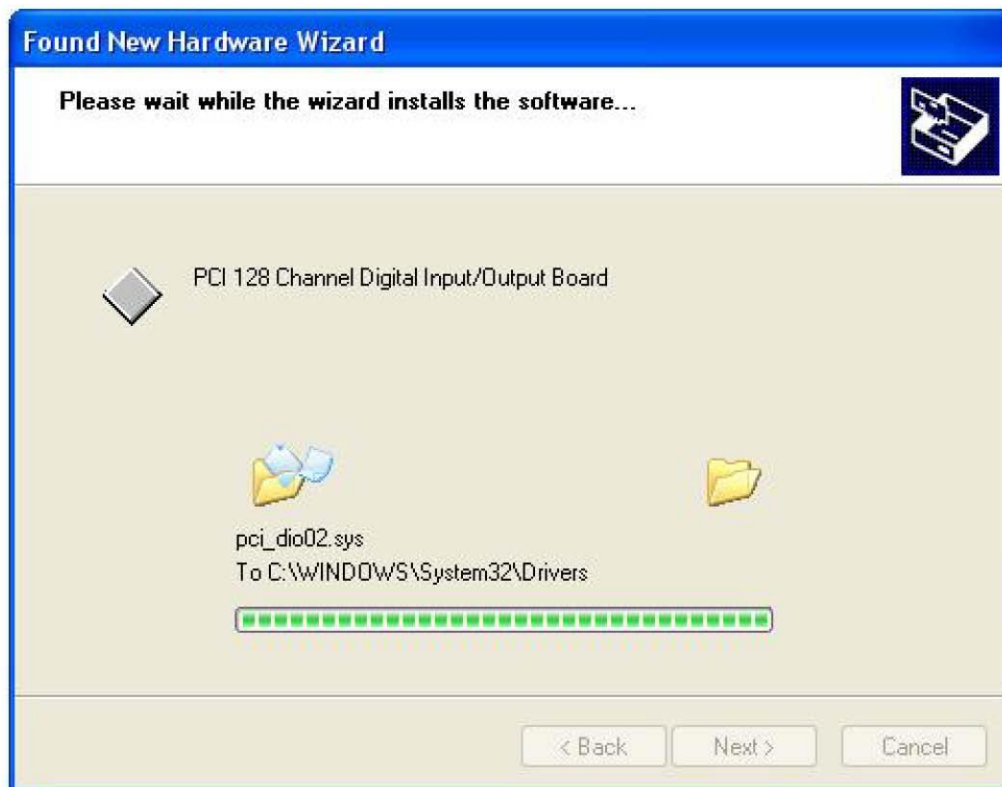 Found New Hardware Wizard
Please wait while the wizard installs the software...
PCI 128 Channel Digital Input/Output Board
pci_dio02.sys
To C:\WINDOWS\System32\Drivers
< Back
Next >
Cancel